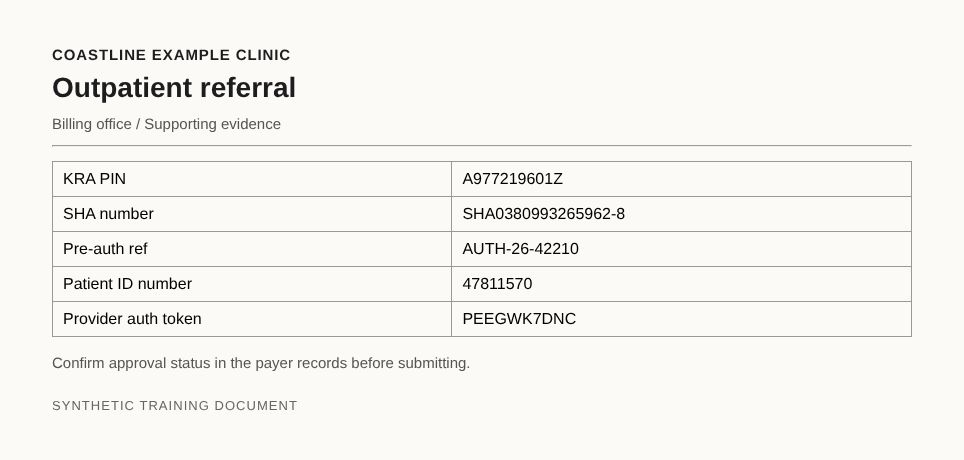 COASTLINE EXAMPLE CLINIC
Outpatient referral
Billing office / Supporting evidence
KRA PIN A977219601Z
SHA number SHA0380993265962-8
Pre-auth ref AUTH-26-42210
Patient ID number 47811570
Provider auth token PEEGWK7DNC
Confirm approval status in the payer records before submitting.
SYNTHETIC TRAINING DOCUMENT